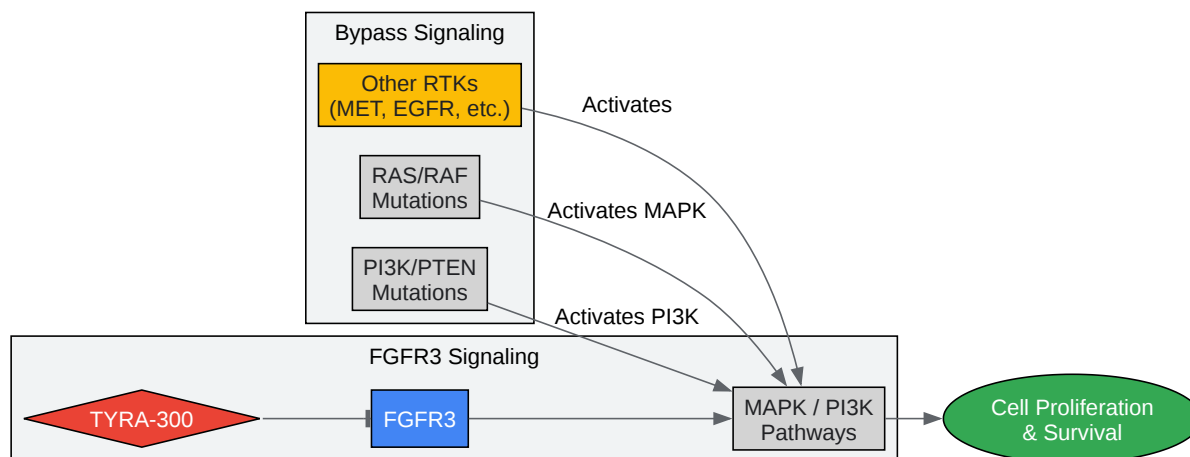 Bypass Signaling
Other RTKs
(MET, EGFR, etc.)
Activates
RAS/RAF
Mutations
Activates MAPK
PI3K/PTEN
Mutations
Activates PI3K
FGFR3 Signaling
TYRA-300
FGFR3
MAPK / PI3K
Pathways
Cell Proliferation
& Survival